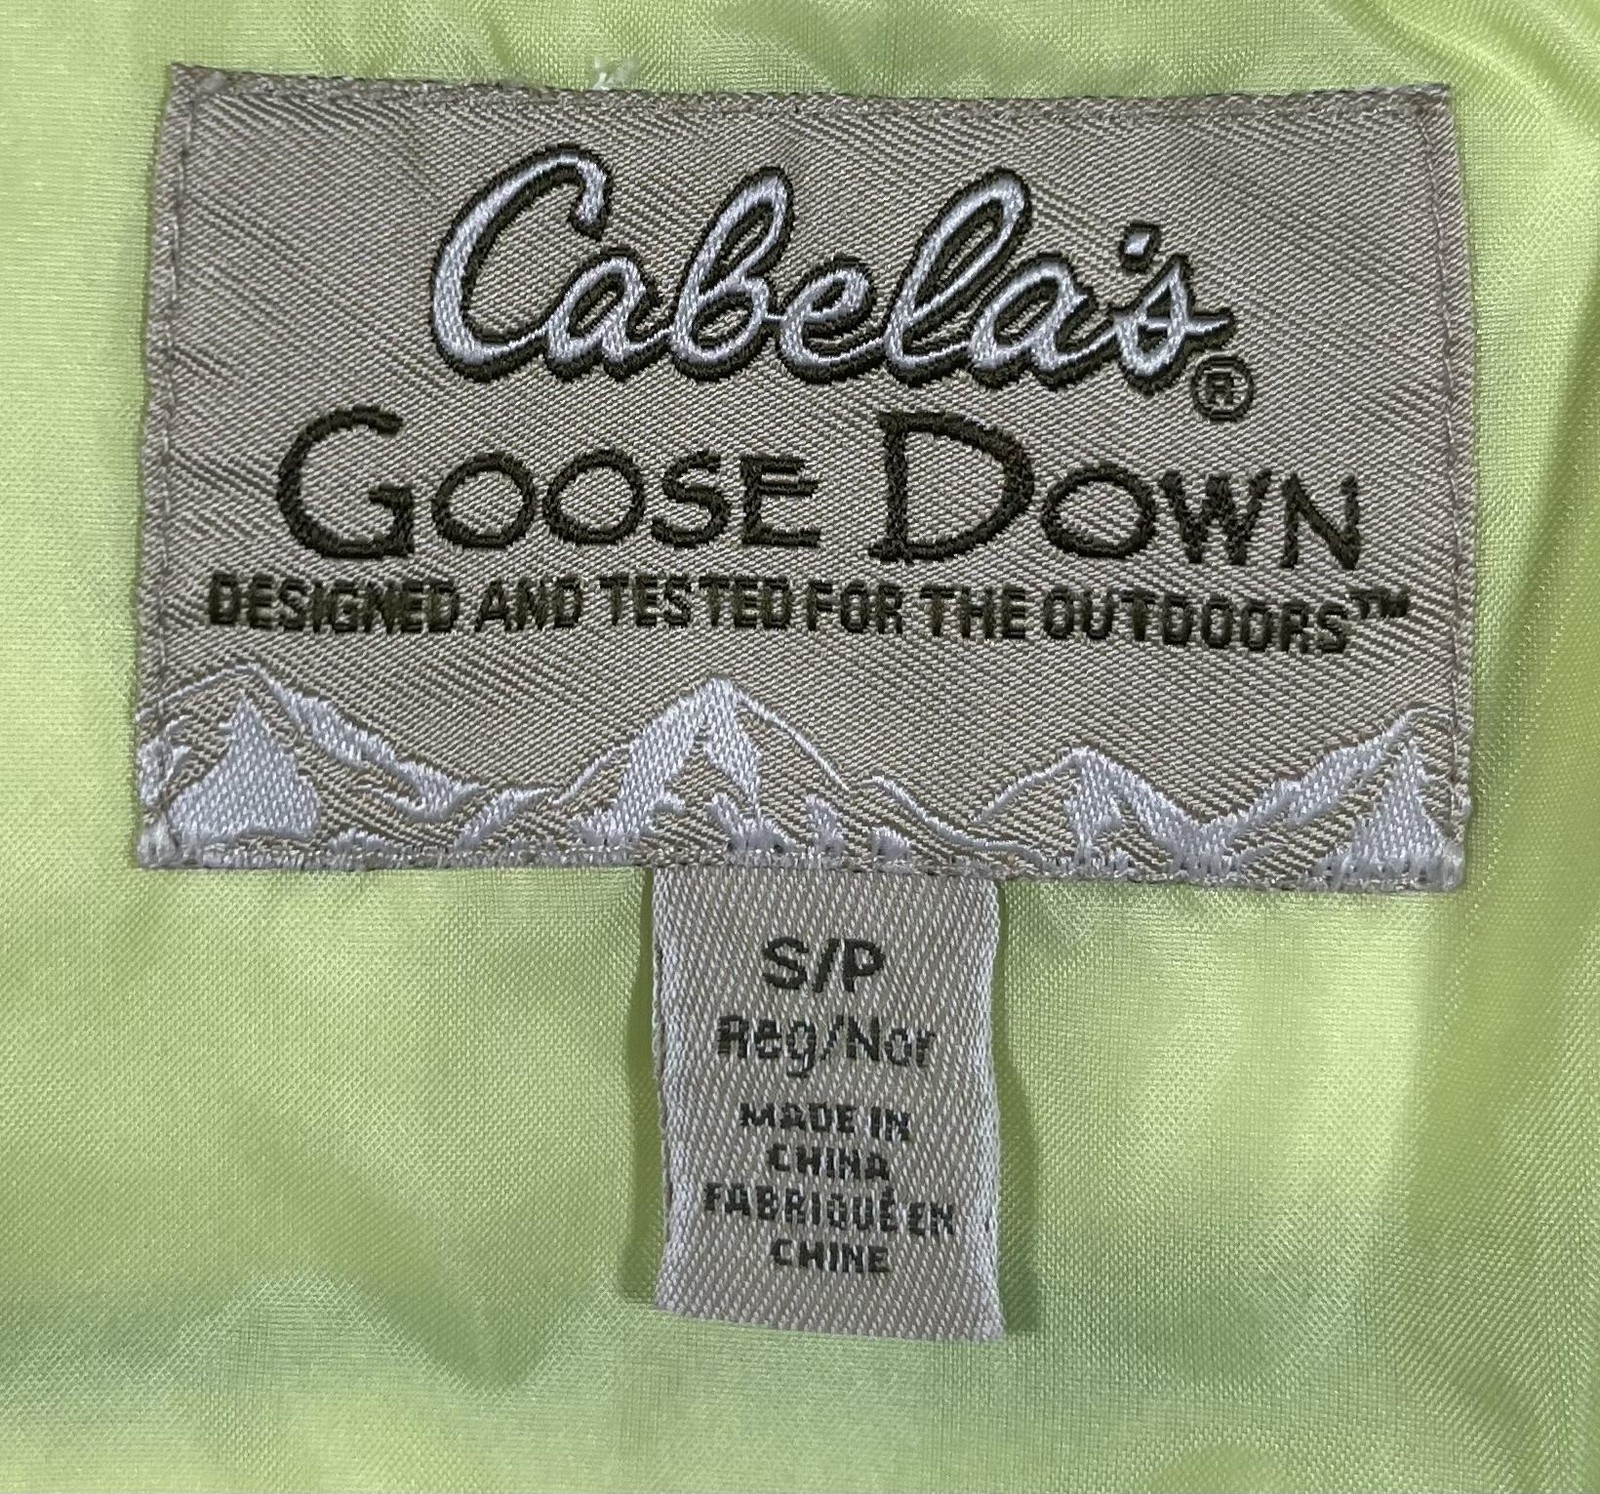 Cabela's®
GOOSE DOWN
DESIGNED AND TESTED FOR THE OUTDOORS™
S/P
Reg/Nor
MADE IN
CHINA
FABRIQUÉ EN
CHINE